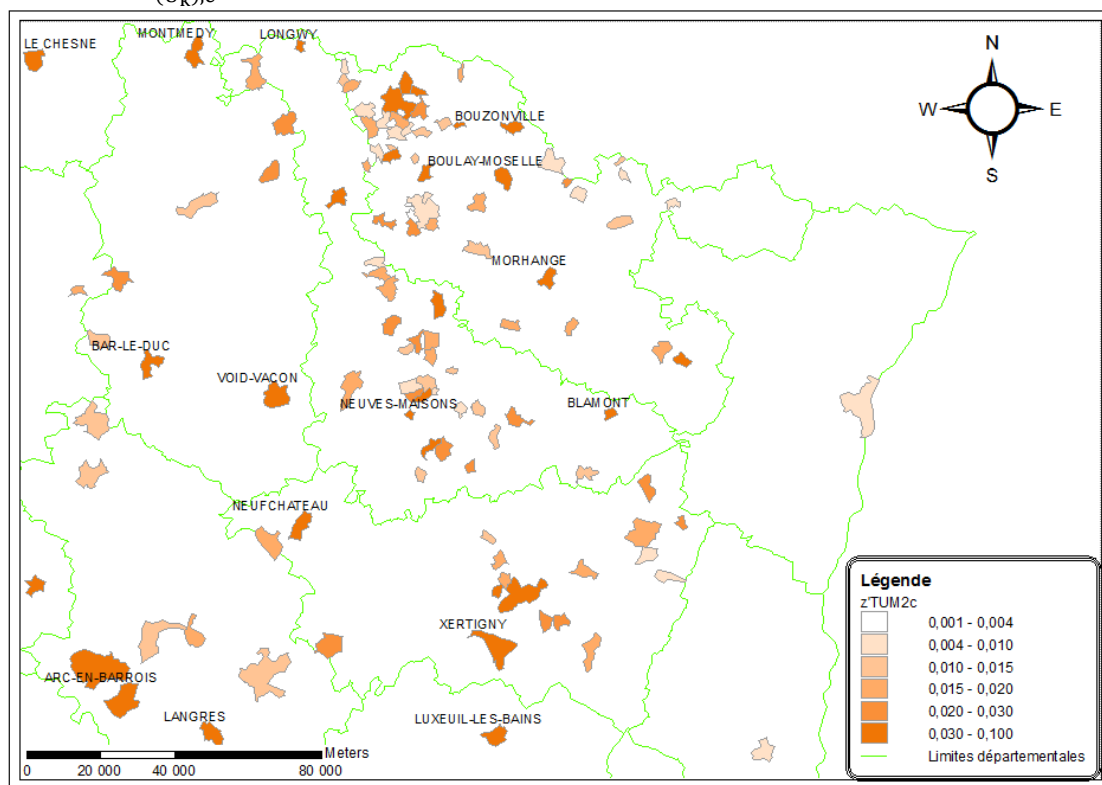 LE CHESNE
MONTMEDY
LONGWY
N
W
E
S
BOUZONVILLE
BOULAY-MOSELLE
MORHANGE
BAR-LE-DUC
VOID-VACON
NEUVES-MAISONS
BLAMONT
NEUFCHATEAU
XERTIGNY
ARC-EN-BARROIS
LANGRES
LUXEUIL-LES-BAINS
Meters
0 20 000 40 000 80 000
Légende
z'TUM2c
0,001 - 0,004
0,004 - 0,010
0,010 - 0,015
0,015 - 0,020
0,020 - 0,030
0,030 - 0,100
Limites départementales